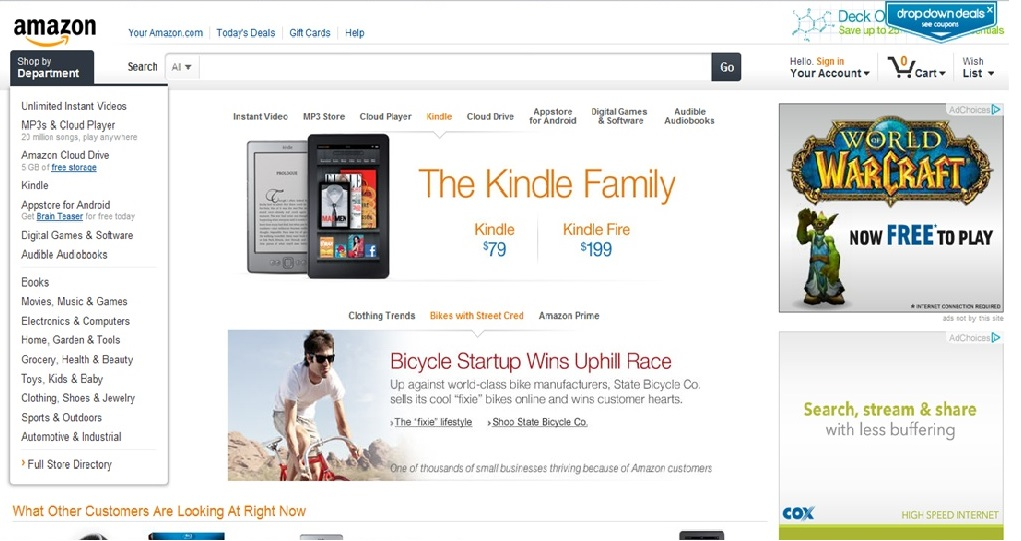 amazon
Your Amazon.com
Today's Deals
Gift Cards
Help
Deck O
Save up to 25
entials
drop down deals
see coupons
Shop by
Department
Search
All
Go
Hello. Sign in
Your Account
0
Cart
Wish
List
Unlimited Instant Videos
MP3s & Cloud Player
20 million songs, play anywhere
Amazon Cloud Drive
5 GB of free storage
Kindle
Appstore for Android
Get Brain Teaser for free today
Digital Games & Software
Audible Audiobooks
Books
Movies, Music & Games
Electronics & Computers
Home, Garden & Tools
Grocery, Health & Beauty
Toys, Kids & Baby
Clothing, Shoes & Jewelry
Sports & Outdoors
Automotive & Industrial
› Full Store Directory
Instant Video
MP3 Store
Cloud Player
Kindle
Cloud Drive
Appstore
for Android
Digital Games
& Software
Audible
Audiobooks
kindle
PROLOGUE
MAD MEN
The Kindle Family
Kindle
$79
Kindle Fire
$199
Clothing Trends
Bikes with Street Cred
Amazon Prime
Bicycle Startup Wins Uphill Race
Up against world-class bike manufacturers, State Bicycle Co.
sells its cool "fixie" bikes online and wins customer hearts.
›The "fixie" lifestyle
›Shop State Bicycle Co.
One of thousands of small businesses thriving because of Amazon customers
What Other Customers Are Looking At Right Now
AdChoices
WORLD
OF
WARCRAFT
NOW FREE* TO PLAY
* INTERNET CONNECTION REQUIRED
ads not by this site
AdChoices
Search, stream & share
with less buffering
COX
HIGH SPEED INTERNET